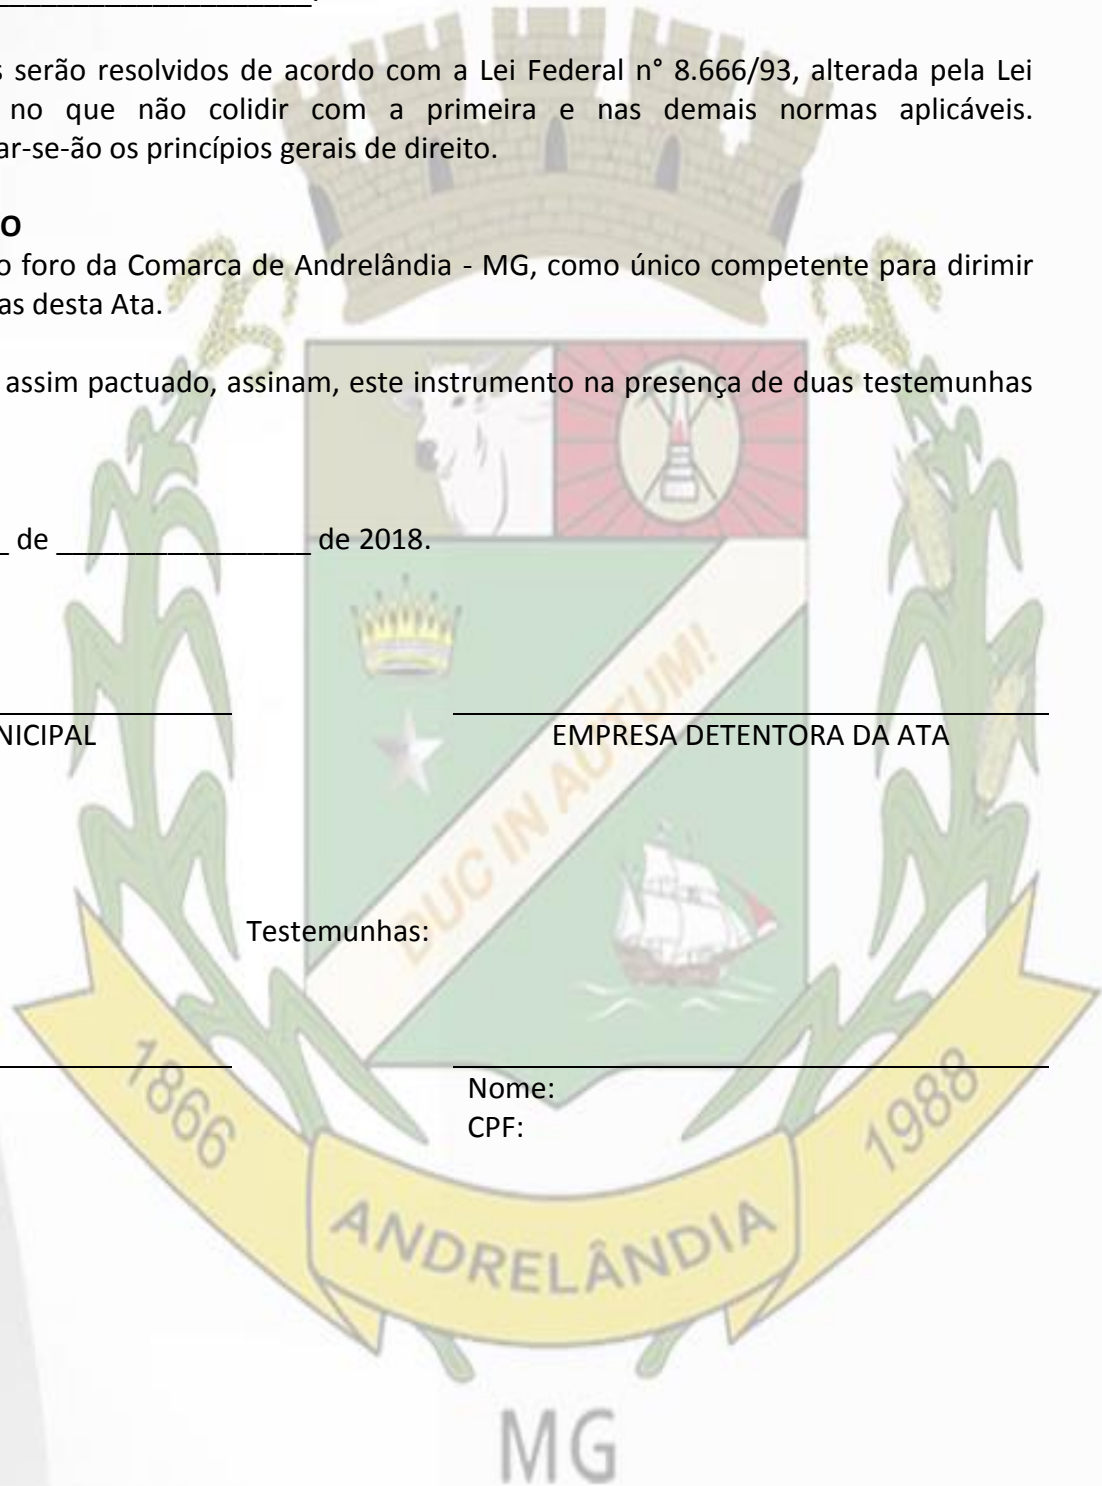 ____________________.
s serão resolvidos de acordo com a Lei Federal n° 8.666/93, alterada pela Lei
no que não colidir com a primeira e nas demais normas aplicáveis.
ar-se-ão os princípios gerais de direito.
O
o foro da Comarca de Andrelândia - MG, como único competente para dirimir
as desta Ata.
assim pactuado, assinam, este instrumento na presença de duas testemunhas
_ de _________________ de 2018.
NICIPAL EMPRESA DETENTORA DA ATA
DUC IN AUTUM!
Testemunhas:
Nome:
CPF:
1866 ANDRELÂNDIA 1988
MG